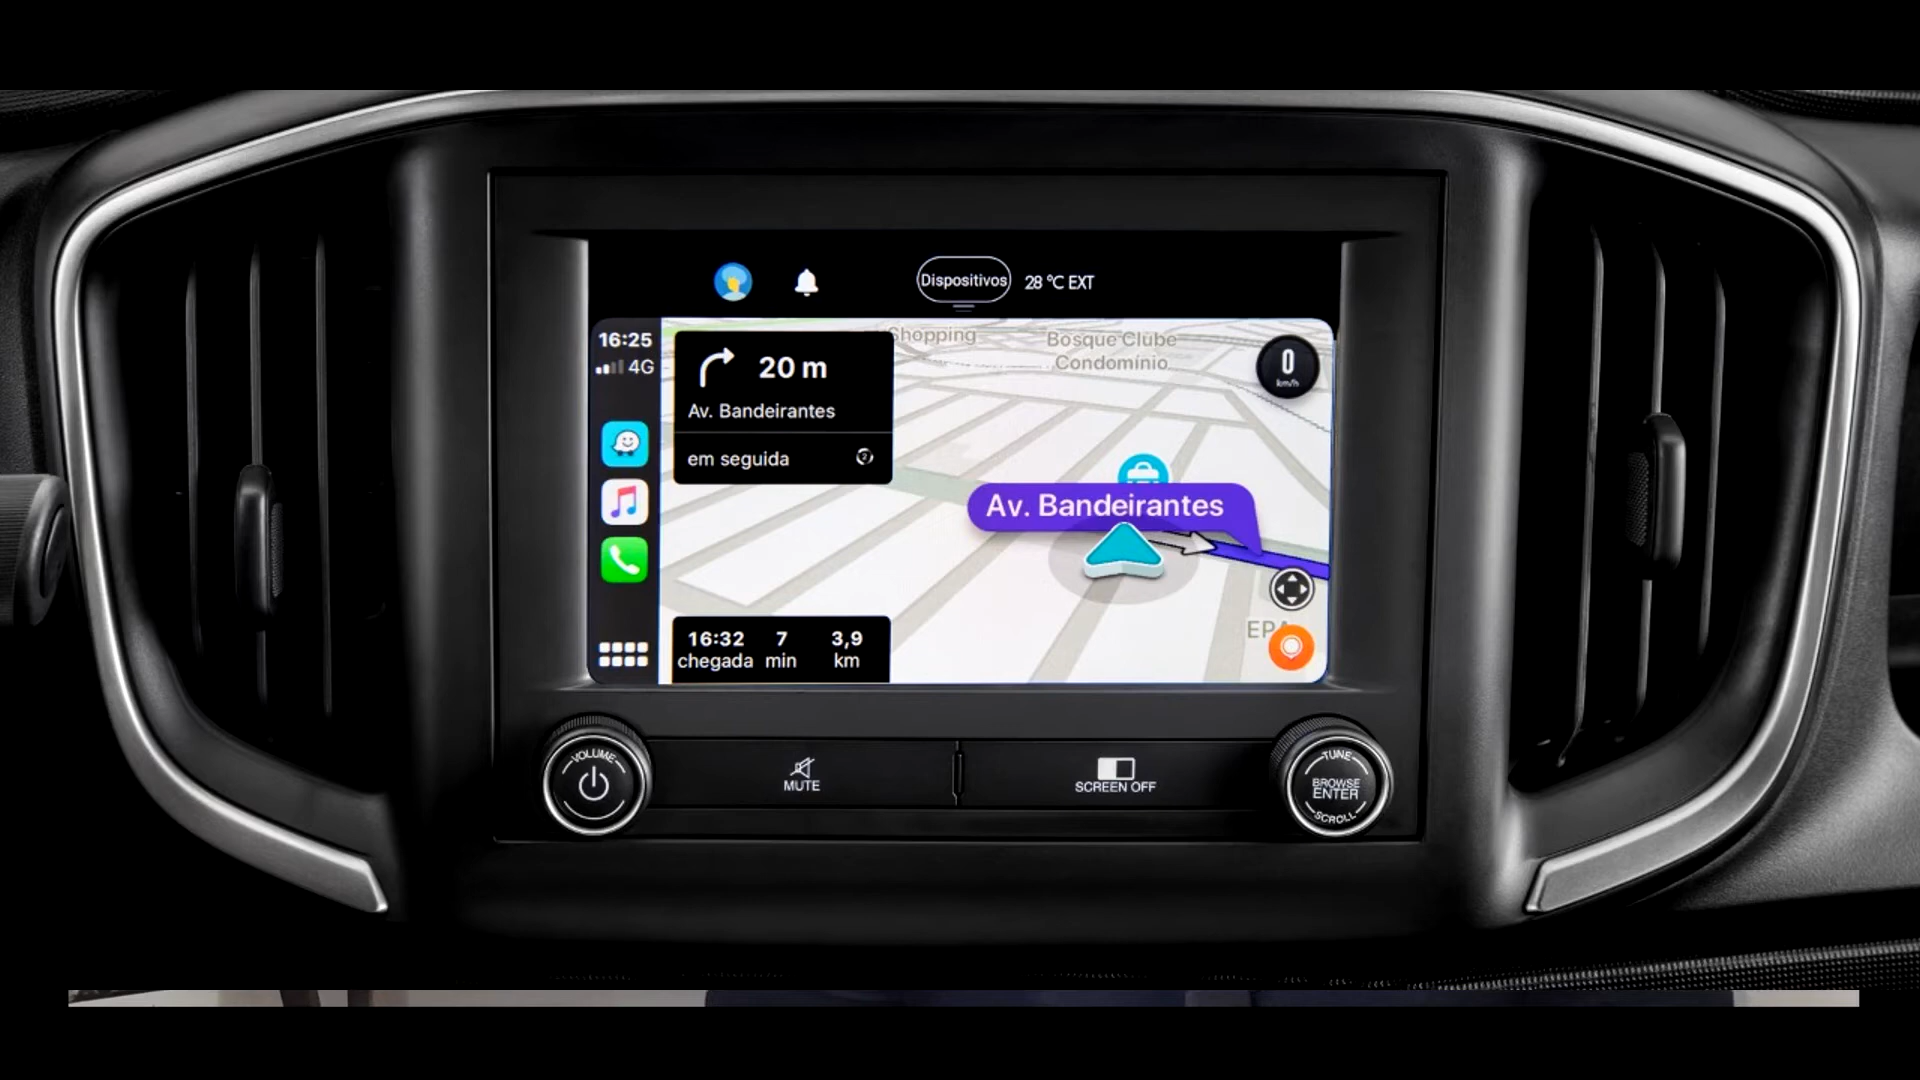 Dispositivos
28 °C EXT
16:25
4G
20 m
Av. Bandeirantes
em seguida
2
Shopping
Bosque Clube
Condomínio
0
km/h
Av. Bandeirantes
16:32 7 3,9
chegada min km
VOLUME
MUTE
SCREEN OFF
TUNE
BROWSE
ENTER
SCROLL